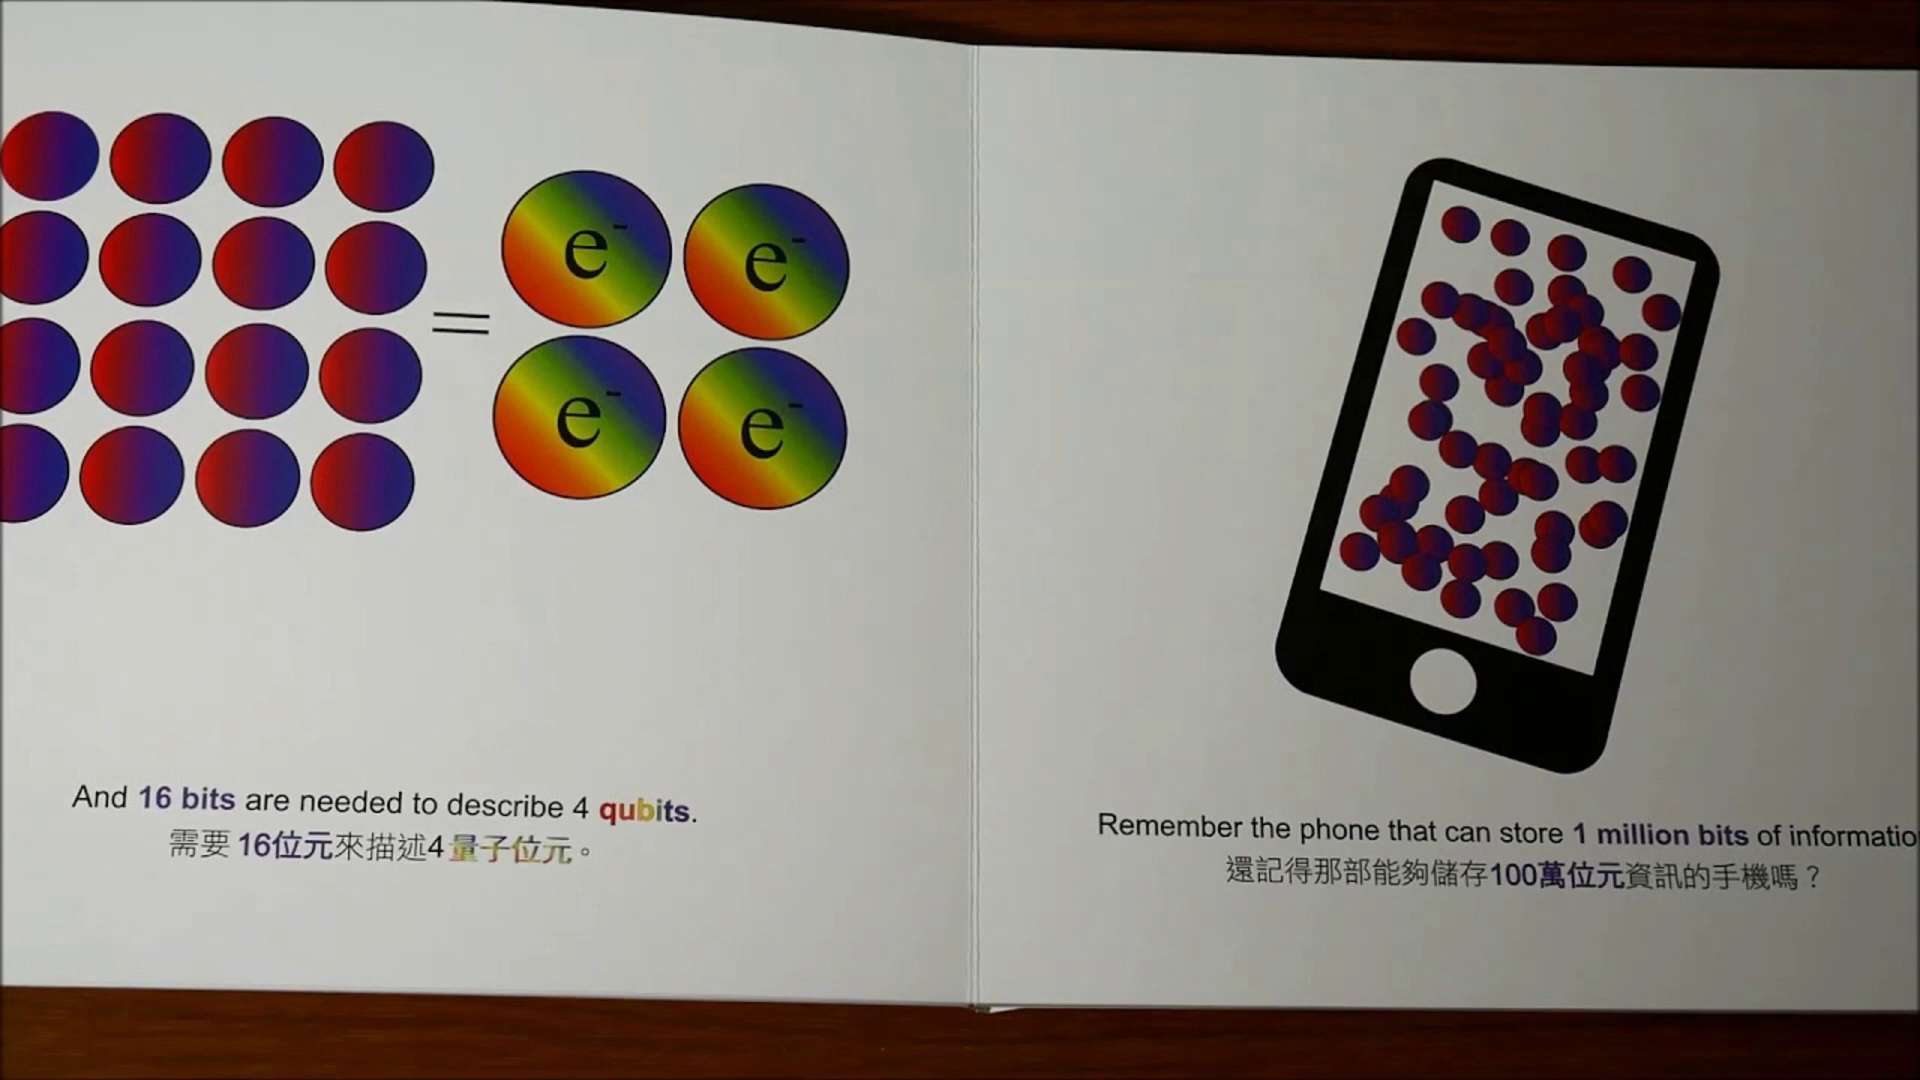 e-
e-
e-
e-
And 16 bits are needed to describe 4 qubits.
需要 16位元來描述4量子位元。
Remember the phone that can store 1 million bits of informatio
還記得那部能夠儲存100萬位元資訊的手機嗎？